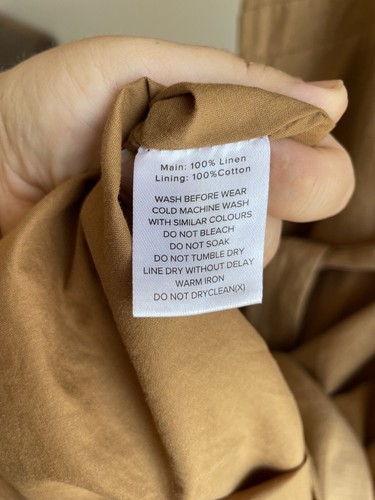 Main: 100% Linen
Lining: 100%Cotton
WASH BEFORE WEAR
COLD MACHINE WASH
WITH SIMILAR COLOURS
DO NOT BLEACH
DO NOT SOAK
DO NOT TUMBLE DRY
LINE DRY WITHOUT DELAY
WARM IRON
DO NOT DRYCLEAN(X)